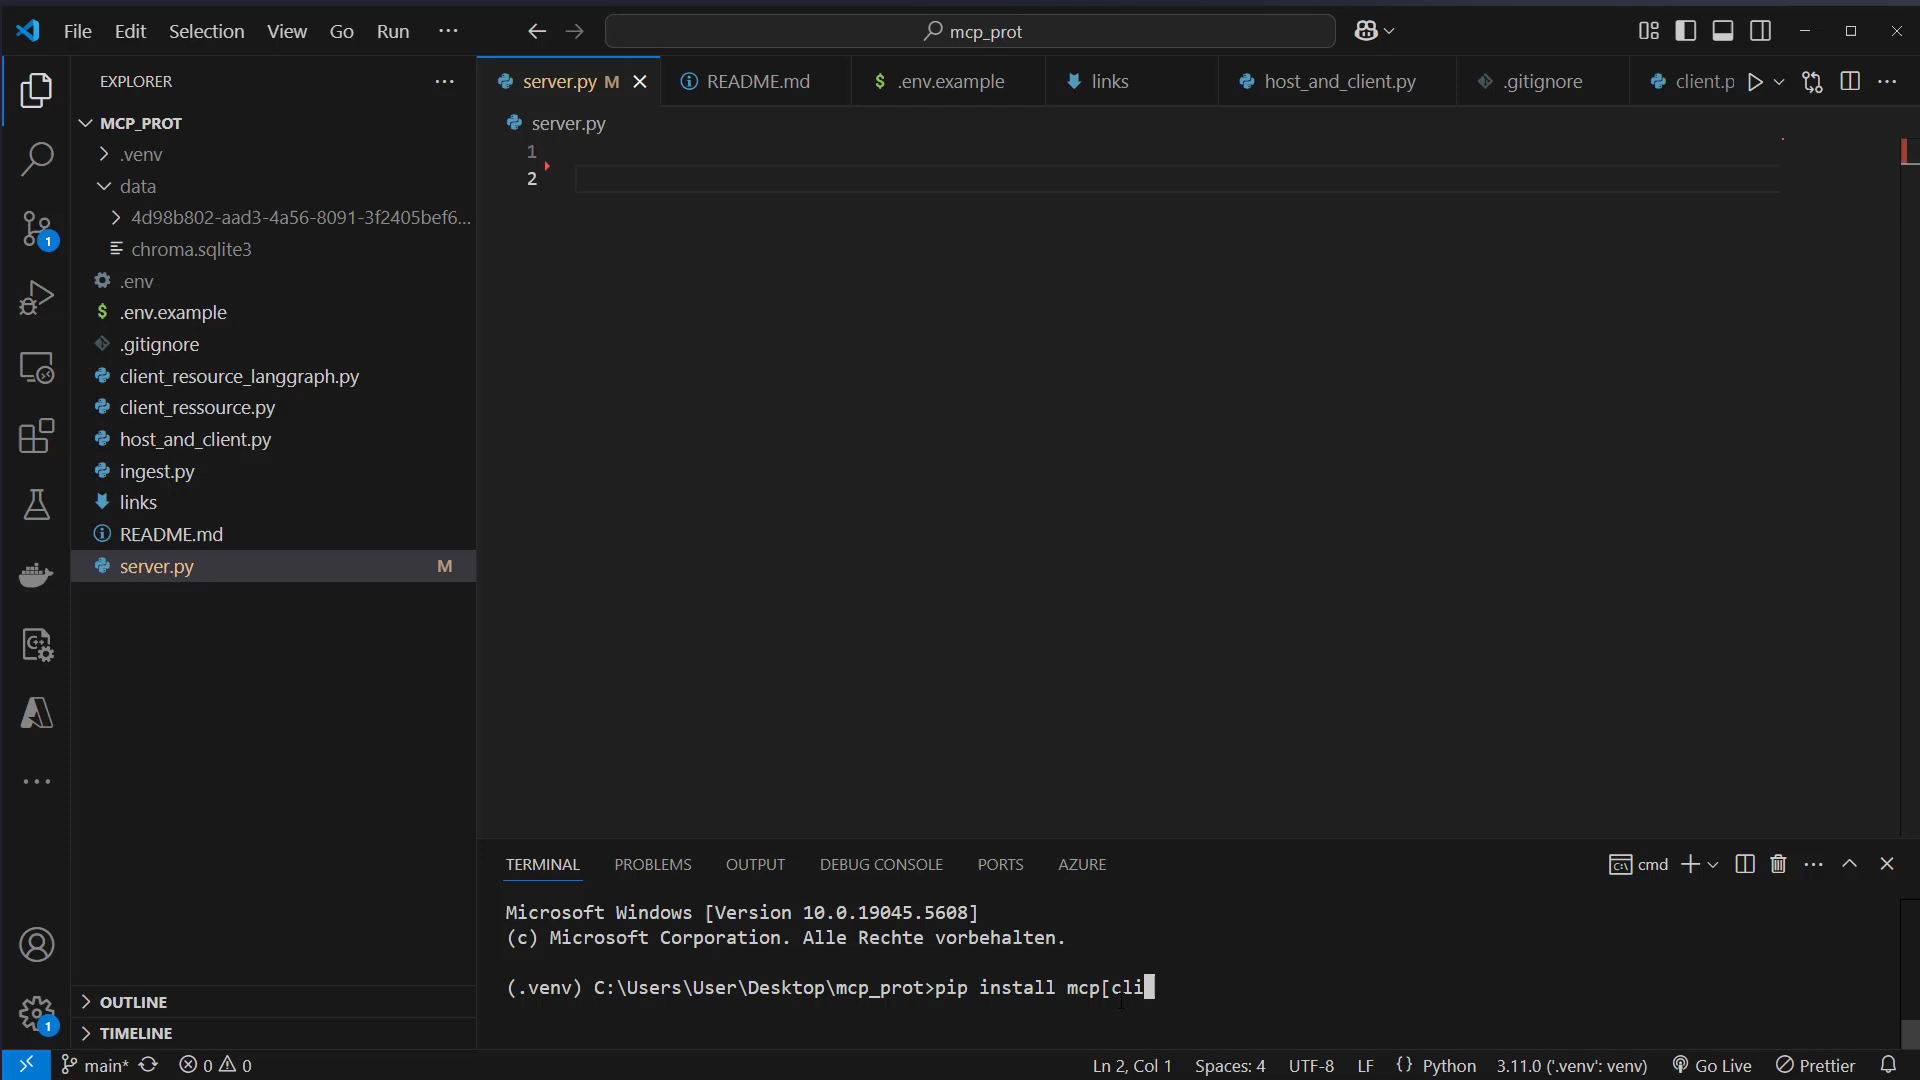 File Edit Selection View Go Run ···
mcp_prot
EXPLORER
MCP_PROT
.venv
data
4d98b802-aad3-4a56-8091-3f2405bef6...
chroma.sqlite3
.env
$ .env.example
.gitignore
client_resource_langgraph.py
client_ressource.py
host_and_client.py
ingest.py
links
README.md
server.py M
OUTLINE
TIMELINE
1
1
server.py M
README.md
$ .env.example
links
host_and_client.py
.gitignore
client.p
server.py
1
2
TERMINAL PROBLEMS OUTPUT DEBUG CONSOLE PORTS AZURE
cmd
Microsoft Windows [Version 10.0.19045.5608]
(c) Microsoft Corporation. Alle Rechte vorbehalten.
(.venv) C:\Users\User\Desktop\mcp_prot>pip install mcp[cli
main* 0 0 Ln 2, Col 1 Spaces: 4 UTF-8 LF {} Python 3.11.0 ('.venv': venv) Go Live Prettier